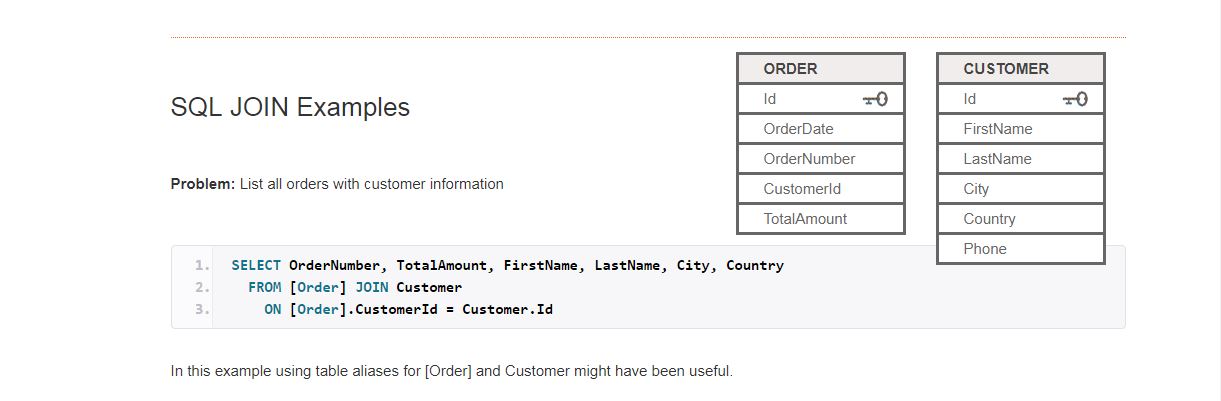 SQL JOIN Examples
Problem: List all orders with customer information
ORDER
Id
OrderDate
OrderNumber
CustomerId
TotalAmount
CUSTOMER
Id
FirstName
LastName
City
Country
Phone
1. SELECT OrderNumber, TotalAmount, FirstName, LastName, City, Country
2. FROM [Order] JOIN Customer
3. ON [Order].CustomerId = Customer.Id
In this example using table aliases for [Order] and Customer might have been useful.